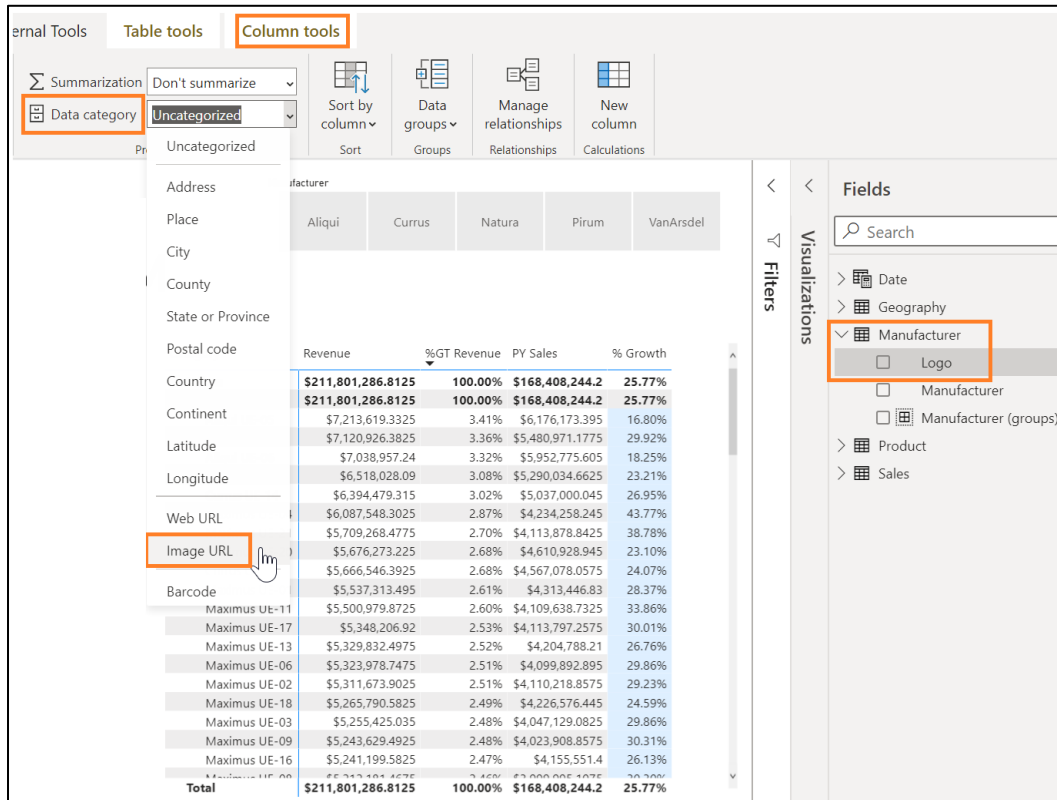 ernal Tools Table tools Column tools
Summarization Don't summarize
Data category Uncategorized
Sort by column
Data groups
Manage relationships
New column
Sort Groups Relationships Calculations
Uncategorized
Address
Place
City
County
State or Province
Postal code
Country
Continent
Latitude
Longitude
Web URL
Image URL
Barcode
ufacturer
Aliqui Currus Natura Pirum VanArsdel
Revenue %GT Revenue PY Sales % Growth
$211,801,286.8125 100.00% $168,408,244.2 25.77%
$211,801,286.8125 100.00% $168,408,244.2 25.77%
$7,213,619.3325 3.41% $6,176,173.395 16.80%
$7,120,926.3825 3.36% $5,480,971.1775 29.92%
$7,038,957.24 3.32% $5,952,775.605 18.25%
$6,518,028.09 3.08% $5,290,034.6625 23.21%
$6,394,479.315 3.02% $5,037,000.045 26.95%
$6,087,548.3025 2.87% $4,234,258.245 43.77%
$5,709,268.4775 2.70% $4,113,878.8425 38.78%
$5,676,273.225 2.68% $4,610,928.945 23.10%
$5,666,546.3925 2.68% $4,567,078.0575 24.07%
$5,537,313.495 2.61% $4,313,446.83 28.37%
Maximus UE-11 $5,500,979.8725 2.60% $4,109,638.7325 33.86%
Maximus UE-17 $5,348,206.92 2.53% $4,113,797.2575 30.01%
Maximus UE-13 $5,329,832.4975 2.52% $4,204,788.21 26.76%
Maximus UE-06 $5,323,978.7475 2.51% $4,099,892.895 29.86%
Maximus UE-02 $5,311,673.9025 2.51% $4,110,218.8575 29.23%
Maximus UE-18 $5,265,790.5825 2.49% $4,226,576.445 24.59%
Maximus UE-03 $5,255,425.035 2.48% $4,047,129.0825 29.86%
Maximus UE-09 $5,243,629.4925 2.48% $4,023,908.8575 30.31%
Maximus UE-16 $5,241,199.5825 2.47% $4,155,551.4 26.13%
Total $211,801,286.8125 100.00% $168,408,244.2 25.77%
Filters
Visualizations
Fields
Search
Date
Geography
Manufacturer
Logo
Manufacturer
Manufacturer (groups)
Product
Sales